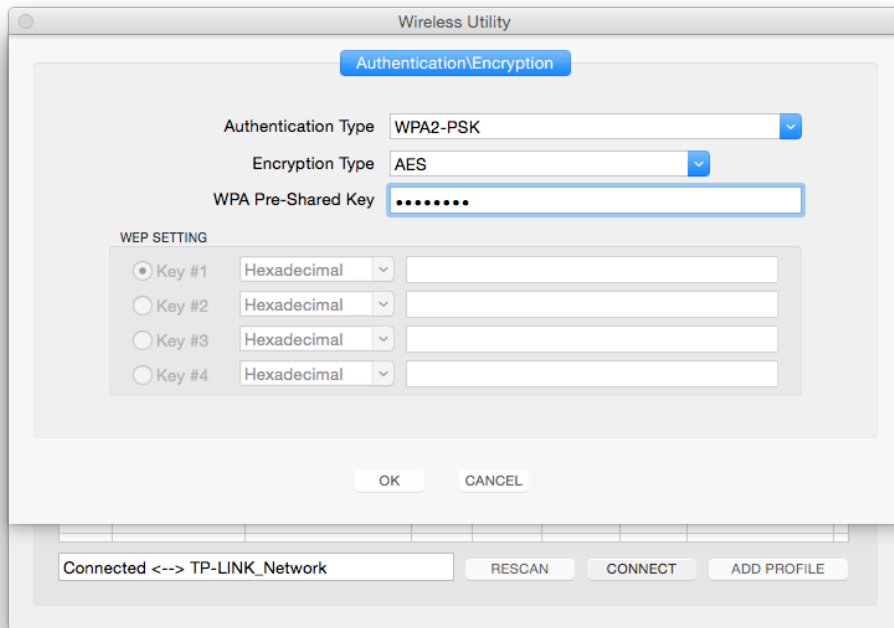 Wireless Utility
Authentication\Encryption
Authentication Type WPA2-PSK
Encryption Type AES
WPA Pre-Shared Key ••••••••
WEP SETTING
Key #1 Hexadecimal
Key #2 Hexadecimal
Key #3 Hexadecimal
Key #4 Hexadecimal
OK CANCEL
Connected <--> TP-LINK_Network RESCAN CONNECT ADD PROFILE